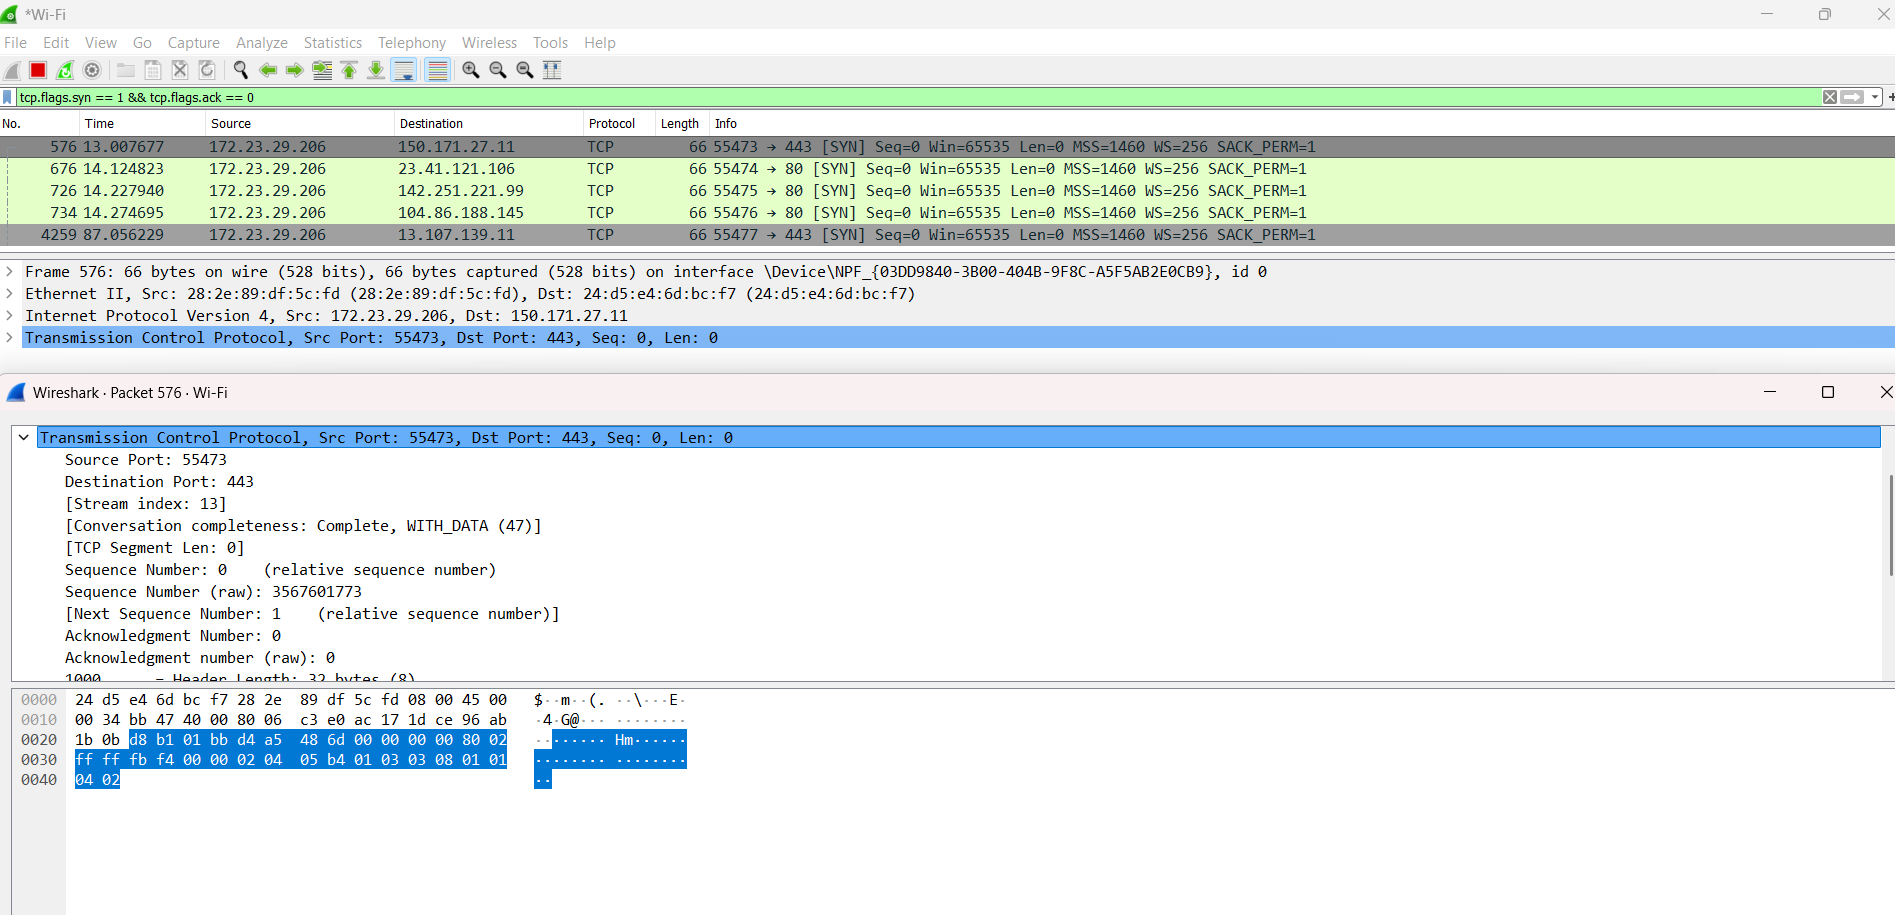 *Wi-Fi
File Edit View Go Capture Analyze Statistics Telephony Wireless Tools Help
tcp.flags.syn == 1 && tcp.flags.ack == 0
No. Time Source Destination Protocol Length Info
576 13.007677 172.23.29.206 150.171.27.11 TCP 66 55473 → 443 [SYN] Seq=0 Win=65535 Len=0 MSS=1460 WS=256 SACK_PERM=1
676 14.124823 172.23.29.206 23.41.121.106 TCP 66 55474 → 80 [SYN] Seq=0 Win=65535 Len=0 MSS=1460 WS=256 SACK_PERM=1
726 14.227940 172.23.29.206 142.251.221.99 TCP 66 55475 → 80 [SYN] Seq=0 Win=65535 Len=0 MSS=1460 WS=256 SACK_PERM=1
734 14.274695 172.23.29.206 104.86.188.145 TCP 66 55476 → 80 [SYN] Seq=0 Win=65535 Len=0 MSS=1460 WS=256 SACK_PERM=1
4259 87.056229 172.23.29.206 13.107.139.11 TCP 66 55477 → 443 [SYN] Seq=0 Win=65535 Len=0 MSS=1460 WS=256 SACK_PERM=1
Frame 576: 66 bytes on wire (528 bits), 66 bytes captured (528 bits) on interface \Device\NPF_{03DD9840-3B00-404B-9F8C-A5F5AB2E0CB9}, id 0
Ethernet II, Src: 28:2e:89:df:5c:fd (28:2e:89:df:5c:fd), Dst: 24:d5:e4:6d:bc:f7 (24:d5:e4:6d:bc:f7)
Internet Protocol Version 4, Src: 172.23.29.206, Dst: 150.171.27.11
Transmission Control Protocol, Src Port: 55473, Dst Port: 443, Seq: 0, Len: 0
Wireshark · Packet 576 · Wi-Fi
Transmission Control Protocol, Src Port: 55473, Dst Port: 443, Seq: 0, Len: 0
Source Port: 55473
Destination Port: 443
[Stream index: 13]
[Conversation completeness: Complete, WITH_DATA (47)]
[TCP Segment Len: 0]
Sequence Number: 0 (relative sequence number)
Sequence Number (raw): 3567601773
[Next Sequence Number: 1 (relative sequence number)]
Acknowledgment Number: 0
Acknowledgment number (raw): 0
1000 .... = Header Length: 32 bytes (8)
0000 24 d5 e4 6d bc f7 28 2e 89 df 5c fd 08 00 45 00 $··m··(. ··\···E·
0010 00 34 bb 47 40 00 80 06 c3 e0 ac 17 1d ce 96 ab ·4·G@··· ········
0020 1b 0b d8 b1 01 bb d4 a5 48 6d 00 00 00 00 80 02 ········ Hm······
0030 ff ff fb f4 00 00 02 04 05 b4 01 03 03 08 01 01 ········ ········
0040 04 02 ··